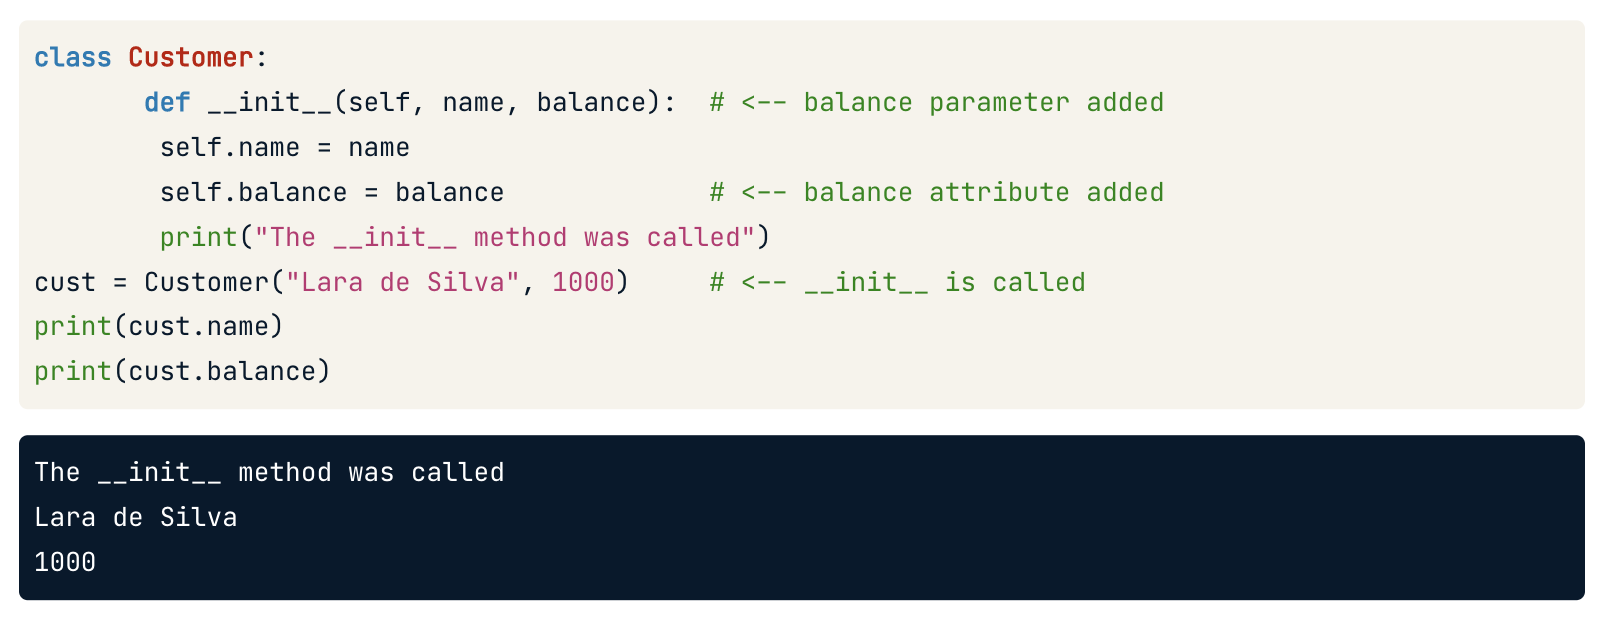 class Customer:
       def __init__(self, name, balance):  # <-- balance parameter added
        self.name = name
        self.balance = balance             # <-- balance attribute added
        print("The __init__ method was called")
cust = Customer("Lara de Silva", 1000)     # <-- __init__ is called
print(cust.name)
print(cust.balance)
The __init__ method was called
Lara de Silva
1000